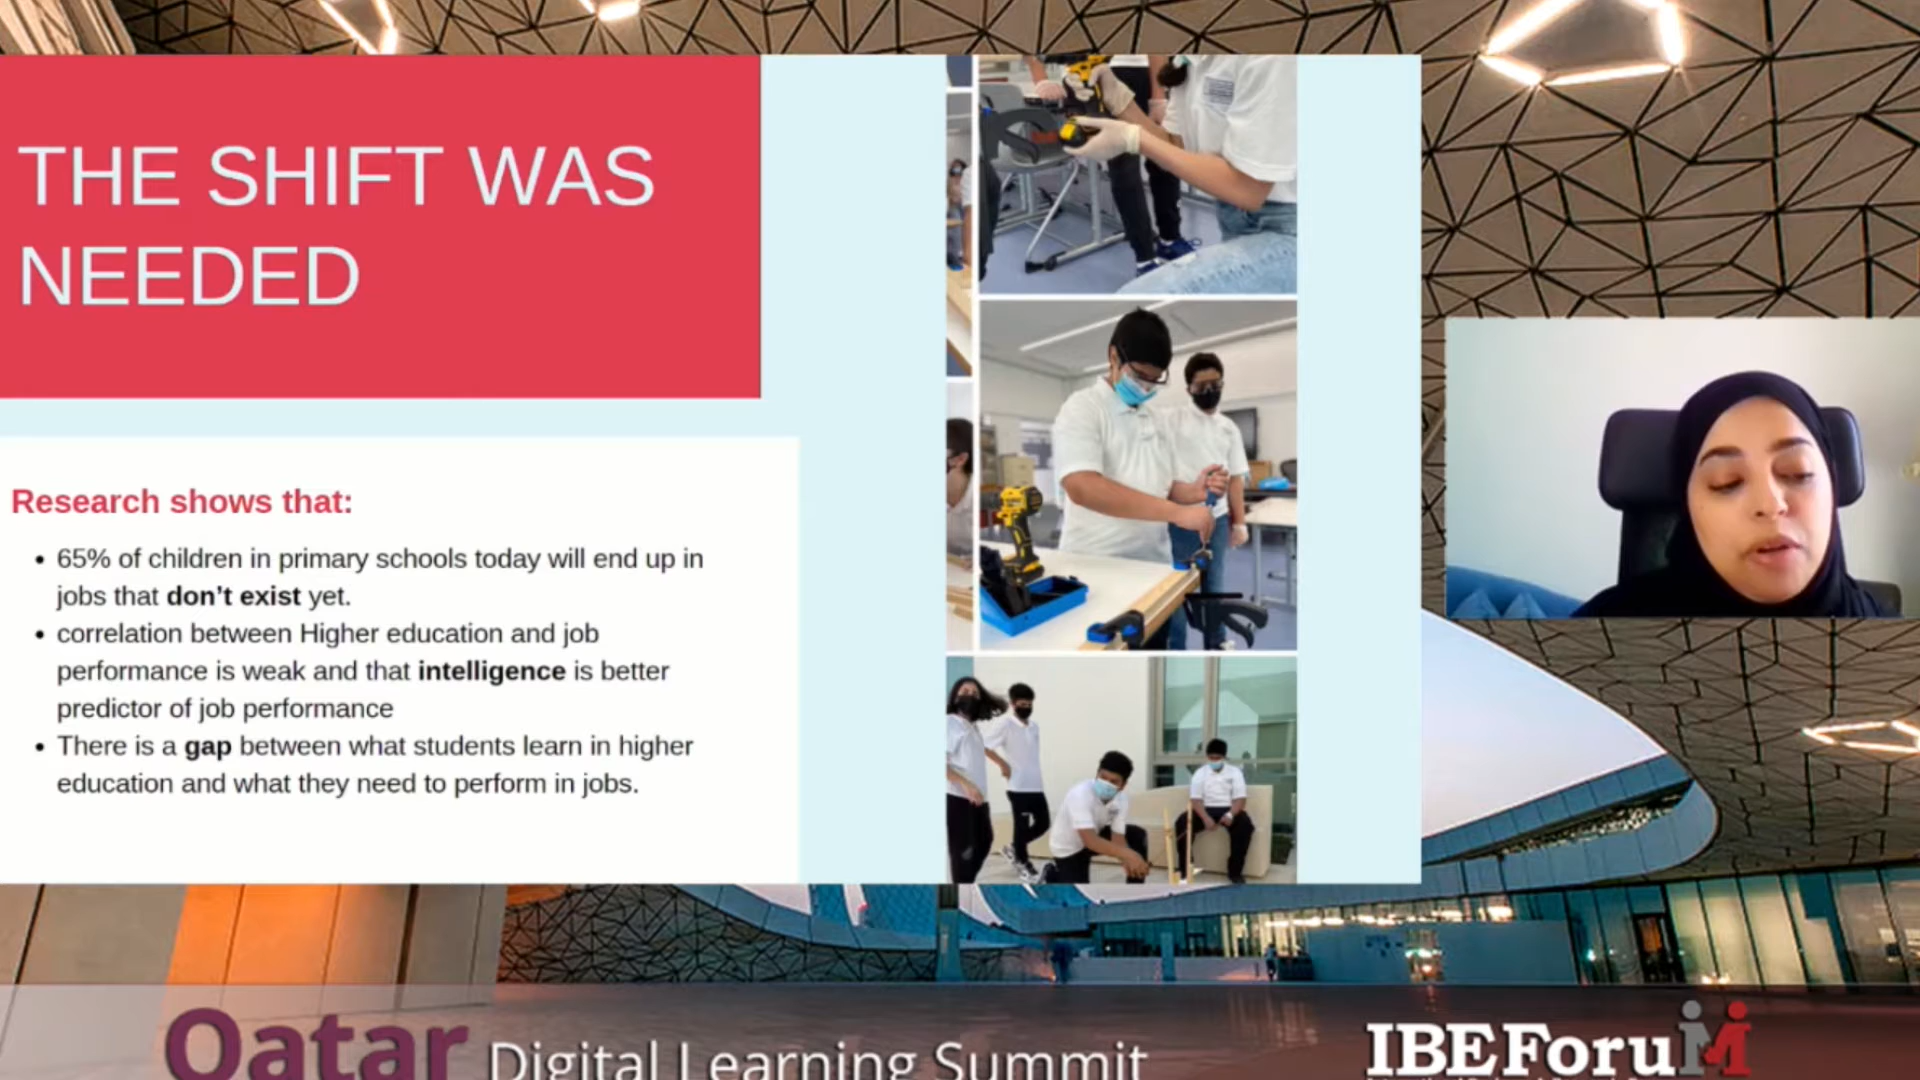 THE SHIFT WAS
NEEDED
Research shows that:
• 65% of children in primary schools today will end up in
jobs that don't exist yet.
• correlation between Higher education and job
performance is weak and that intelligence is better
predictor of job performance
• There is a gap between what students learn in higher
education and what they need to perform in jobs.
Qatar Digital Learning Summit
IBEForuM